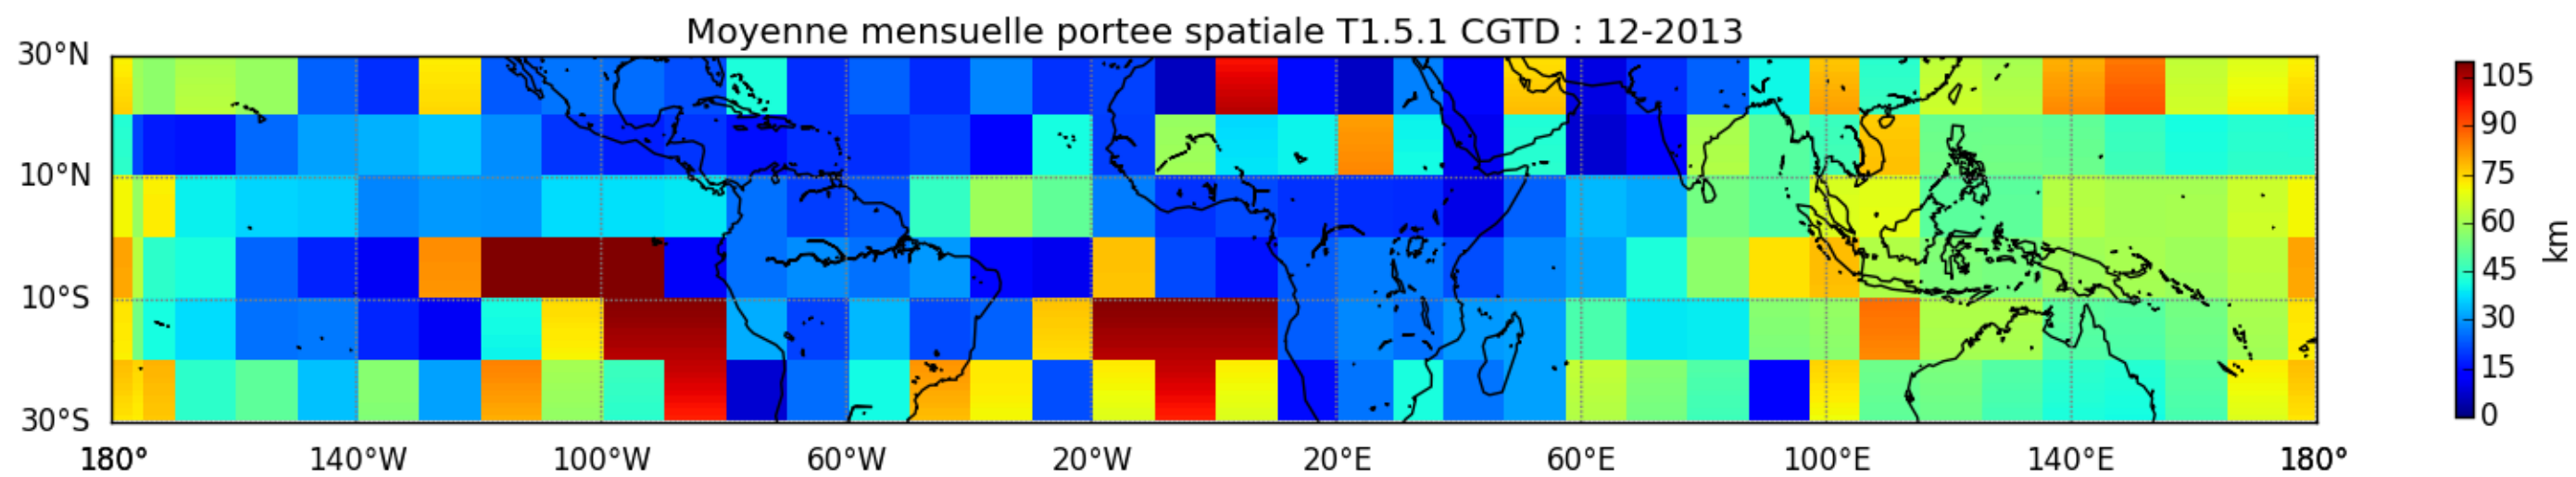 Moyenne mensuelle portee spatiale T1.5.1 CGTD : 12-2013
30°N
10°N
10°S
30°S
180° 140°W 100°W 60°W 20°W 20°E 60°E 100°E 140°E 180°
105
90
75
60
45
30
15
0
km